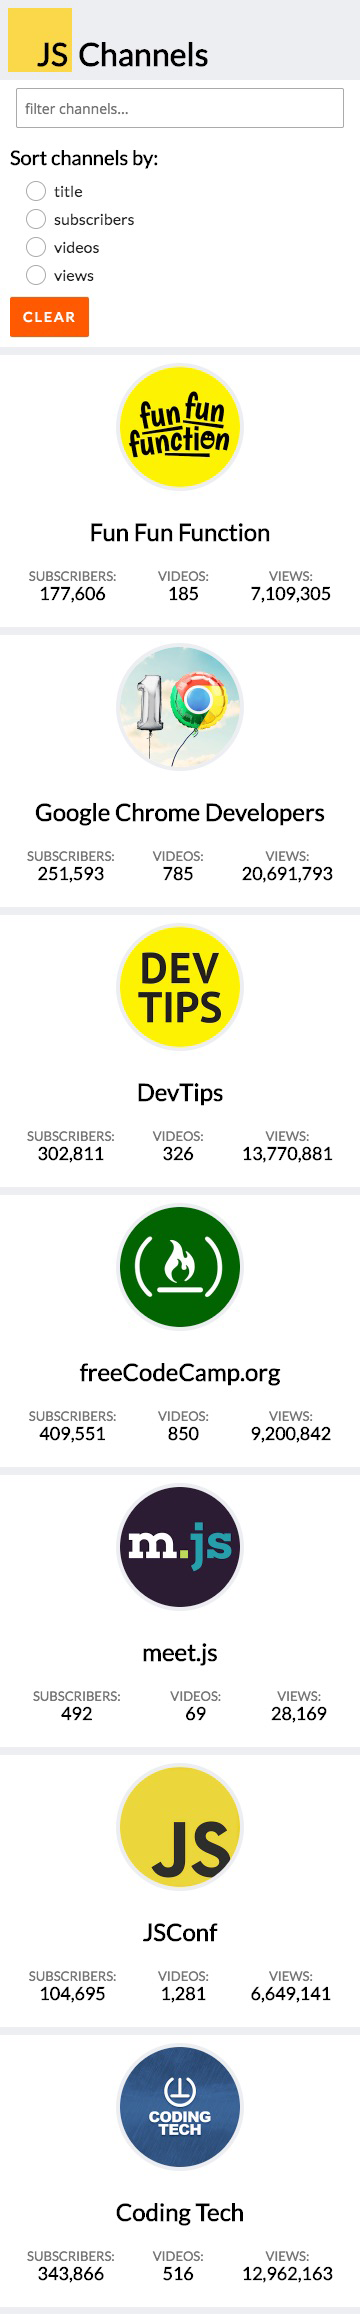 JS Channels
filter channels...
Sort channels by:
title
subscribers
videos
views
CLEAR
fun fun
function
Fun Fun Function
SUBSCRIBERS: VIDEOS: VIEWS:
177,606 185 7,109,305
10
Google Chrome Developers
SUBSCRIBERS: VIDEOS: VIEWS:
251,593 785 20,691,793
DEV
TIPS
DevTips
SUBSCRIBERS: VIDEOS: VIEWS:
302,811 326 13,770,881
freeCodeCamp.org
SUBSCRIBERS: VIDEOS: VIEWS:
409,551 850 9,200,842
m.js
meet.js
SUBSCRIBERS: VIDEOS: VIEWS:
492 69 28,169
JS
JSConf
SUBSCRIBERS: VIDEOS: VIEWS:
104,695 1,281 6,649,141
CODING
TECH
Coding Tech
SUBSCRIBERS: VIDEOS: VIEWS:
343,866 516 12,962,163